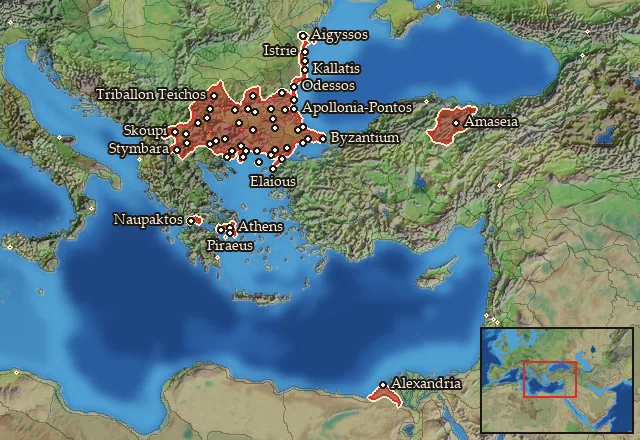 Aigyssos
Istrie
Kallatis
Odessos
Triballon Teichos
Apollonia-Pontos
Amaseia
Skoupi
Byzantium
Stymbara
Elaious
Naupaktos
Athens
Piraeus
Alexandria